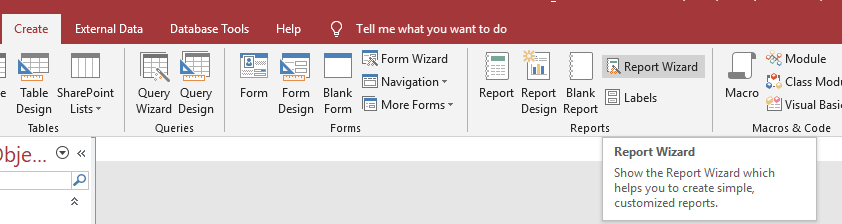 Create External Data Database Tools Help Tell me what you want to do
Table Design
SharePoint Lists
Tables
Query Wizard
Query Design
Queries
Form
Form Design
Blank Form
Form Wizard
Navigation
More Forms
Forms
Report
Report Design
Blank Report
Report Wizard
Labels
Reports
Macro
Module
Class Modu
Visual Basi
Macros & Code
Obje...
Report Wizard
Show the Report Wizard which
helps you to create simple,
customized reports.